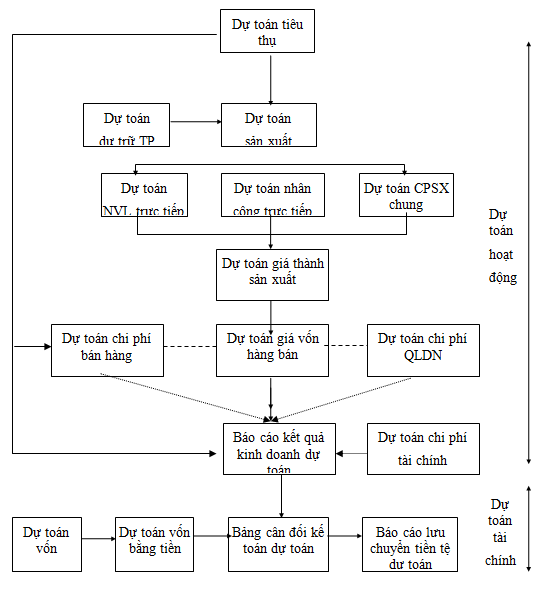 Dự toán tiêu
thụ
Dự toán
dự trữ TP
Dự toán
sản xuất
Dự toán
NVL trực tiếp
Dự toán nhân
công trực tiếp
Dự toán CPSX
chung
Dự toán giá thành
sản xuất
Dự toán chi phí
bán hàng
Dự toán giá vốn
hàng bán
Dự toán chi phí
QLDN
Báo cáo kết quả
kinh doanh dự
toán
Dự toán chi phí
tài chính
Dự
toán
hoạt
động
Dự toán
vốn
Dự toán vốn
bằng tiền
Bảng cân đối kế
toán dự toán
Báo cáo lưu
chuyển tiền tệ
dự toán
Dự
toán
tài
chính